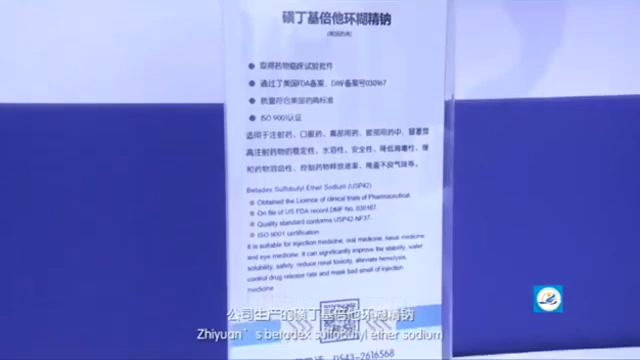 磺丁基倍他环糊精钠
(美国药典)
取得药物临床试验批件
通过了美国FDA备案，DMF备案号030167
质量符合美国药典标准
ISO 9001认证
适用于注射药、口服药、鼻部用药、眼部用药中，显著提
高注射药物的稳定性、水溶性、安全性，降低肾毒性、缓
和药物溶血性、控制药物释放速率、掩盖不良气味等。
Betadex Sulfobutyl Ether Sodium (USP42)
Obtained the Licence of clinical trials of Pharmaceutical.
On file of US FDA record,DMF No. 030167.
Quality standard conforms USP42-NF37.
ISO 9001 certification.
It is suitable for injection medicine, oral medicine, nasal medicine
and eye medicine. It can significantly improve the stability, water
solubility, safety, reduce renal toxicity, alleviate hemolysis,
control drug release rate and mask bad smell of injection
medicine
公司生产的磺丁基倍他环糊精钠
Zhiyuan's betadex sulfobutyl ether sodium
0543-2616568